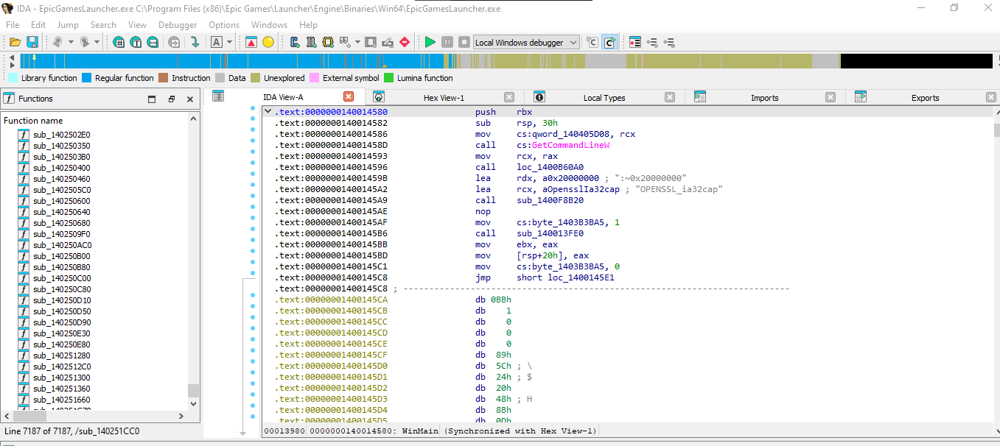 IDA - EpicGamesLauncher.exe C:\Program Files (x86)\Epic Games\Launcher\Engine\Binaries\Win64\EpicGamesLauncher.exe
File Edit Jump Search View Debugger Options Windows Help
Local Windows debugger
Library function Regular function Instruction Data Unexplored External symbol Lumina function
Functions
IDA View-A Hex View-1 Local Types Imports Exports
Function name
sub_1402502E0
sub_140250350
sub_1402503B0
sub_140250400
sub_140250460
sub_1402505C0
sub_140250600
sub_140250640
sub_140250680
sub_1402509F0
sub_140250AC0
sub_140250B00
sub_140250B80
sub_140250C00
sub_140250C80
sub_140250D10
sub_140250D50
sub_140250D90
sub_140250E30
sub_140250E80
sub_140251280
sub_1402512C0
sub_140251300
sub_140251360
sub_140251660
Line 7187 of 7187, /sub_140251CC0
.text:0000000140014580 push rbx
.text:0000000140014582 sub rsp, 30h
.text:0000000140014586 mov cs:qword_140405D08, rcx
.text:000000014001458D call cs:GetCommandLineW
.text:0000000140014593 mov rcx, rax
.text:0000000140014596 call loc_1400B60A0
.text:000000014001459B lea rdx, a0x20000000 ; ":~0x20000000"
.text:00000001400145A2 lea rcx, aOpensslIa32cap ; "OPENSSL_ia32cap"
.text:00000001400145A9 call sub_1400F8B20
.text:00000001400145AE nop
.text:00000001400145AF mov cs:byte_1403B3BA5, 1
.text:00000001400145B6 call sub_140013FE0
.text:00000001400145BB mov ebx, eax
.text:00000001400145BD mov [rsp+20h], eax
.text:00000001400145C1 mov cs:byte_1403B3BA5, 0
.text:00000001400145C8 jmp short loc_1400145E1
.text:00000001400145C8 ; ---------------------------------------------------------------------------
.text:00000001400145CA db 0BBh
.text:00000001400145CB db 1
.text:00000001400145CC db 0
.text:00000001400145CD db 0
.text:00000001400145CE db 0
.text:00000001400145CF db 89h
.text:00000001400145D0 db 5Ch ; \
.text:00000001400145D1 db 24h ; $
.text:00000001400145D2 db 20h
.text:00000001400145D3 db 48h ; H
.text:00000001400145D4 db 8Bh
.text:00000001400145D5 db 0Dh
00013980 0000000140014580: WinMain (Synchronized with Hex View-1)